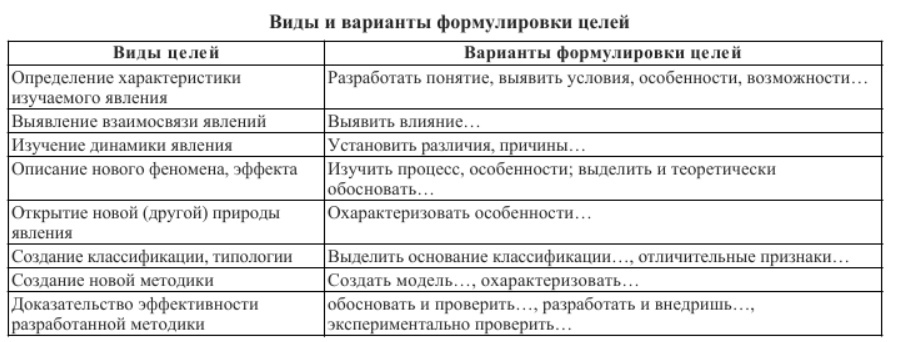 Виды и варианты формулировки целей
Виды целей
Варианты формулировки целей
Определение характеристики
изучаемого явления
Разработать понятие, выявить условия, особенности, возможности…
Выявление взаимосвязи явлений
Выявить влияние…
Изучение динамики явления
Установить различия, причины…
Описание нового феномена, эффекта
Изучить процесс, особенности; выделить и теоретически
обосновать…
Открытие новой (другой) природы
явления
Охарактеризовать особенности…
Создание классификации, типологии
Выделить основание классификации…, отличительные признаки…
Создание новой методики
Создать модель…, охарактеризовать…
Доказательство эффективности
разработанной методики
обосновать и проверить…, разработать и внедришь…,
экспериментально проверить…